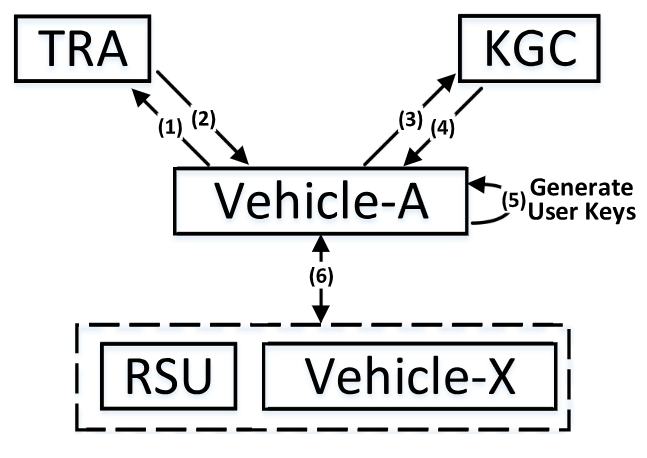 TRA
KGC
(1)
(2)
(3)
(4)
Vehicle-A
(5)
Generate
User Keys
(6)
RSU
Vehicle-X